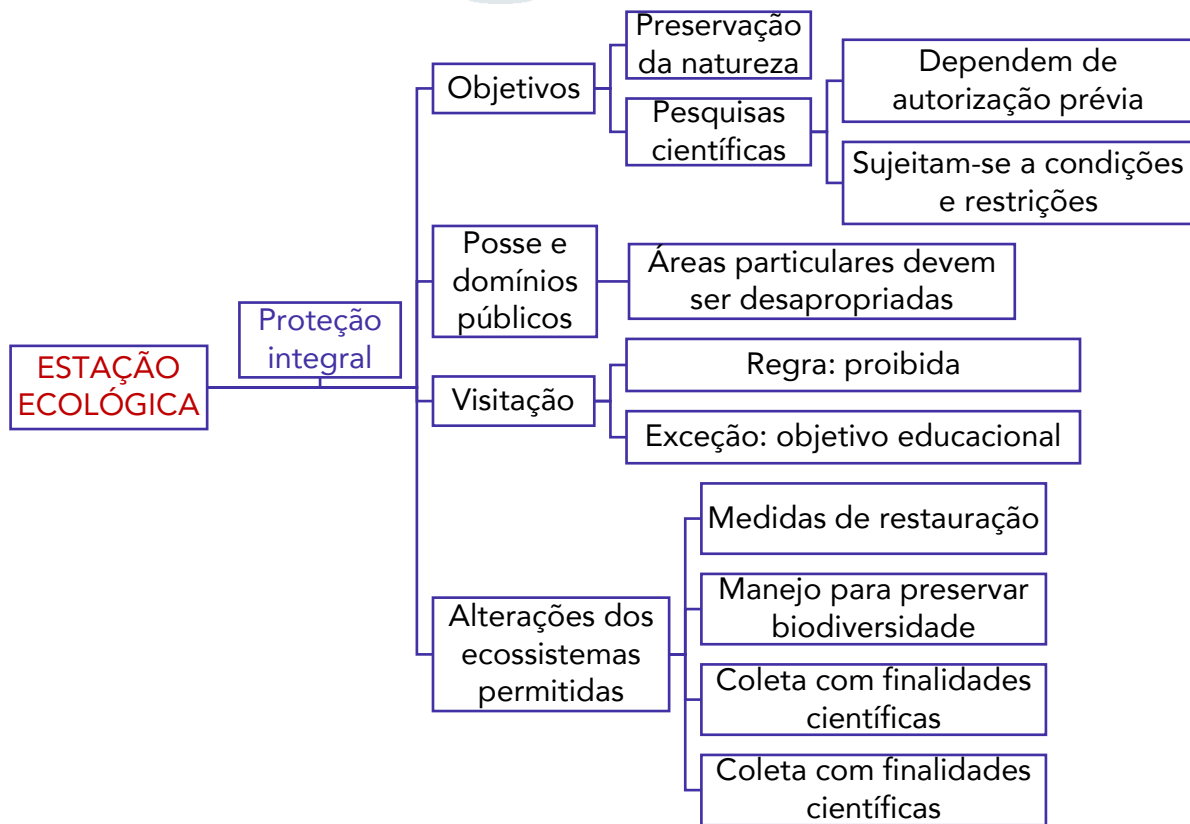 ESTAÇÃO
ECOLÓGICA
Proteção
integral
Objetivos
Preservação
da natureza
Pesquisas
científicas
Dependem de
autorização prévia
Sujeitam-se a condições
e restrições
Posse e
domínios
públicos
Áreas particulares devem
ser desapropriadas
Visitação
Regra: proibida
Exceção: objetivo educacional
Alterações dos
ecossistemas
permitidas
Medidas de restauração
Manejo para preservar
biodiversidade
Coleta com finalidades
científicas
Coleta com finalidades
científicas